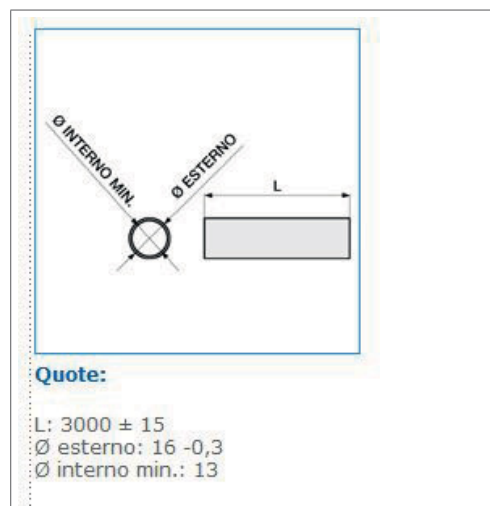 Ø INTERNO MIN.
Ø ESTERNO
L
Quote:
L: 3000 ± 15
Ø esterno: 16 -0,3
Ø interno min.: 13